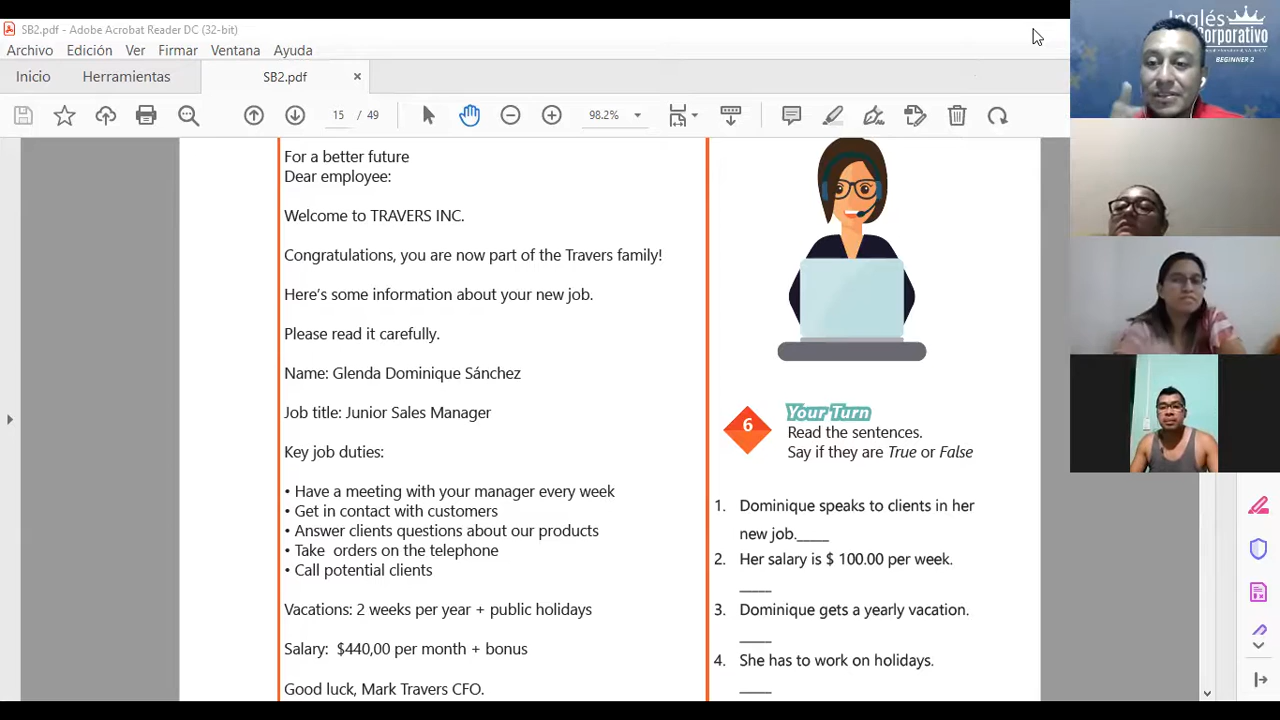 SB2.pdf - Adobe Acrobat Reader DC (32-bit)
Archivo Edición Ver Firmar Ventana Ayuda
Inicio Herramientas SB2.pdf ×
15 / 49 98.2%
For a better future
Dear employee:
Welcome to TRAVERS INC.
Congratulations, you are now part of the Travers family!
Here's some information about your new job.
Please read it carefully.
Name: Glenda Dominique Sánchez
Job title: Junior Sales Manager
Key job duties:
• Have a meeting with your manager every week
• Get in contact with customers
• Answer clients questions about our products
• Take orders on the telephone
• Call potential clients
Vacations: 2 weeks per year + public holidays
Salary: $440,00 per month + bonus
Good luck, Mark Travers CFO.
6 Your Turn
Read the sentences.
Say if they are True or False
1. Dominique speaks to clients in her
new job.____
2. Her salary is $ 100.00 per week.
____
3. Dominique gets a yearly vacation.
____
4. She has to work on holidays.
____
Inglés
Corporativo
BEGINNER 2